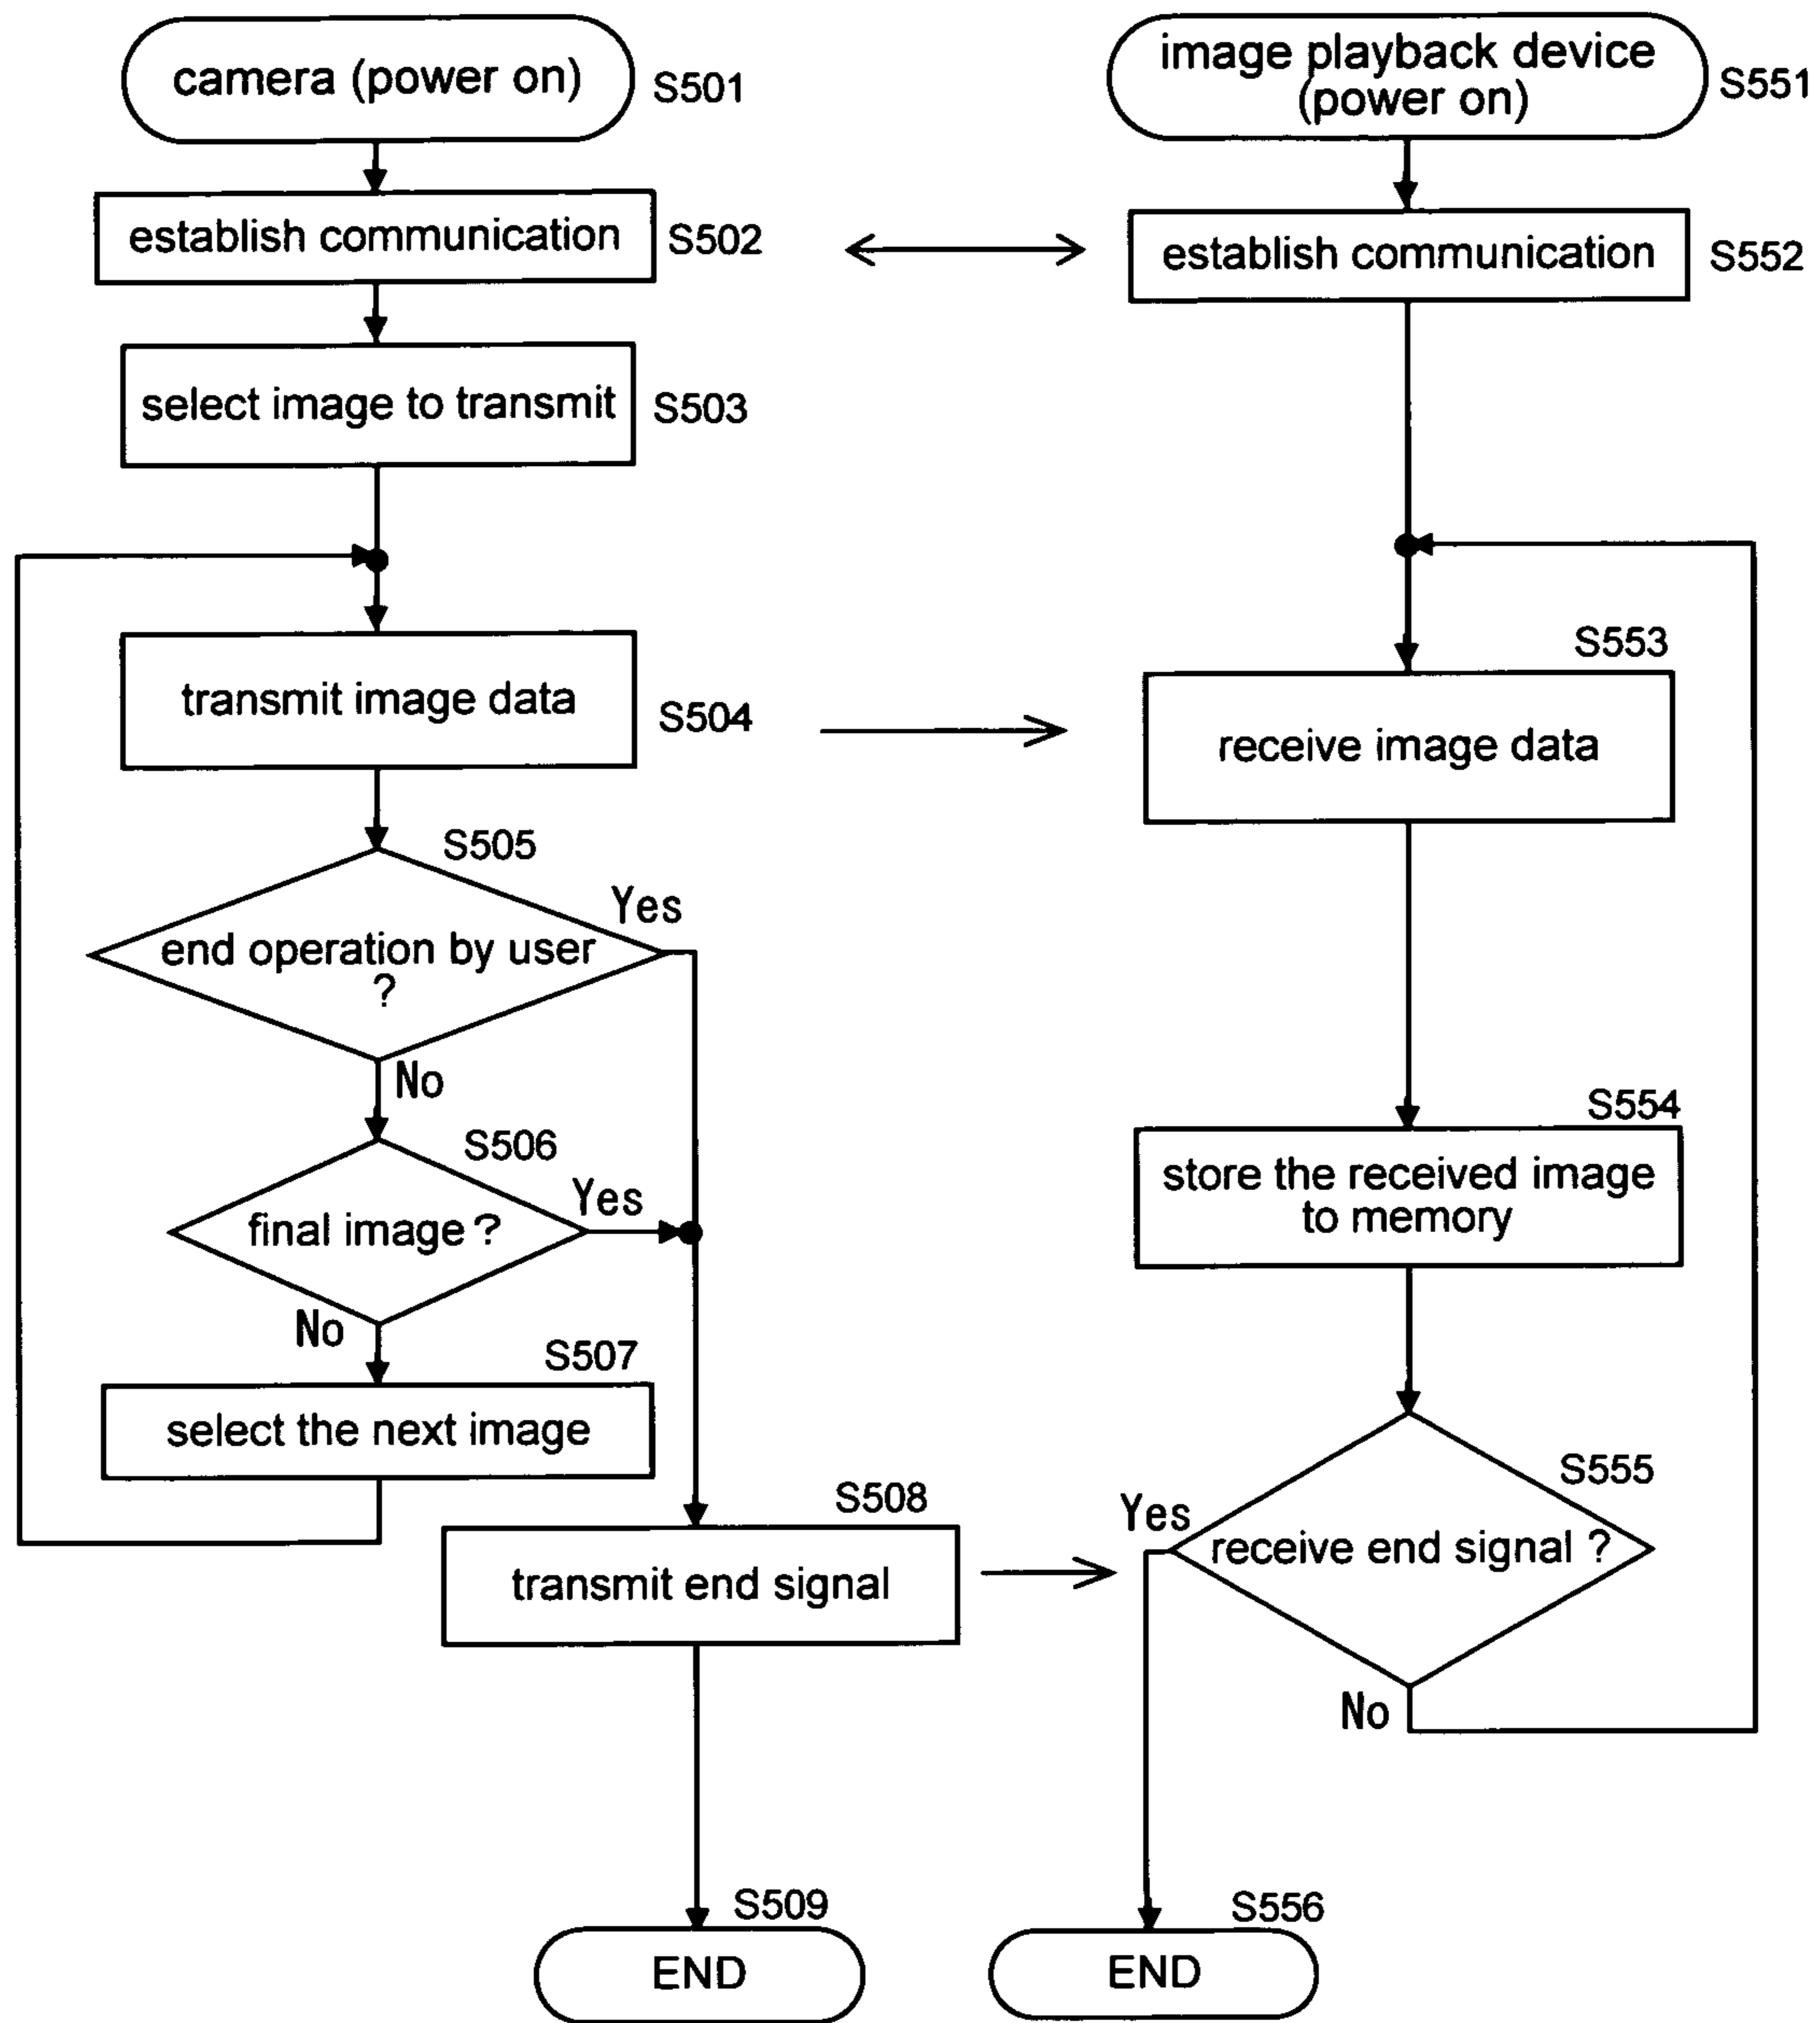 camera (power on)
S501
establish communication
S502
select image to transmit
S503
transmit image data
S504
S505
end operation by user
?
Yes
No
S506
final image ?
Yes
No
S507
select the next image
S508
transmit end signal
S509
END
image playback device
(power on)
S551
establish communication
S552
S553
receive image data
S554
store the received image
to memory
S555
receive end signal ?
Yes
No
S556
END